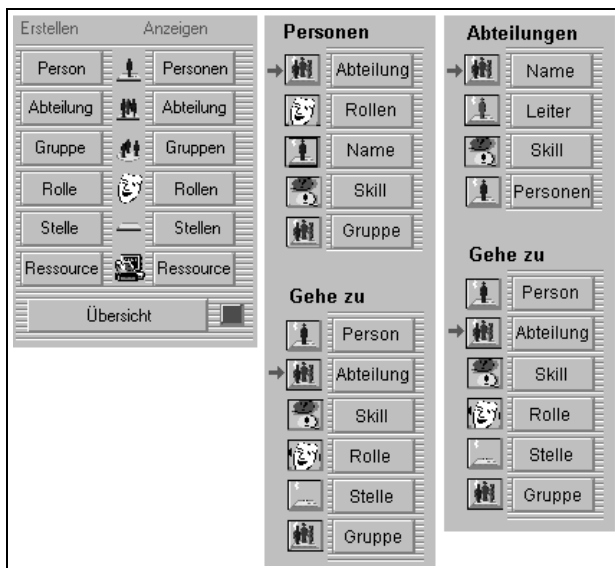 Erstellen Anzeigen
Person Personen
Abteilung Abteilung
Gruppe Gruppen
Rolle Rollen
Stelle Stellen
Ressource Ressource
Übersicht
Personen
Abteilung
Rollen
Name
Skill
Gruppe
Gehe zu
Person
Abteilung
Skill
Rolle
Stelle
Gruppe
Abteilungen
Name
Leiter
Skill
Personen
Gehe zu
Person
Abteilung
Skill
Rolle
Stelle
Gruppe